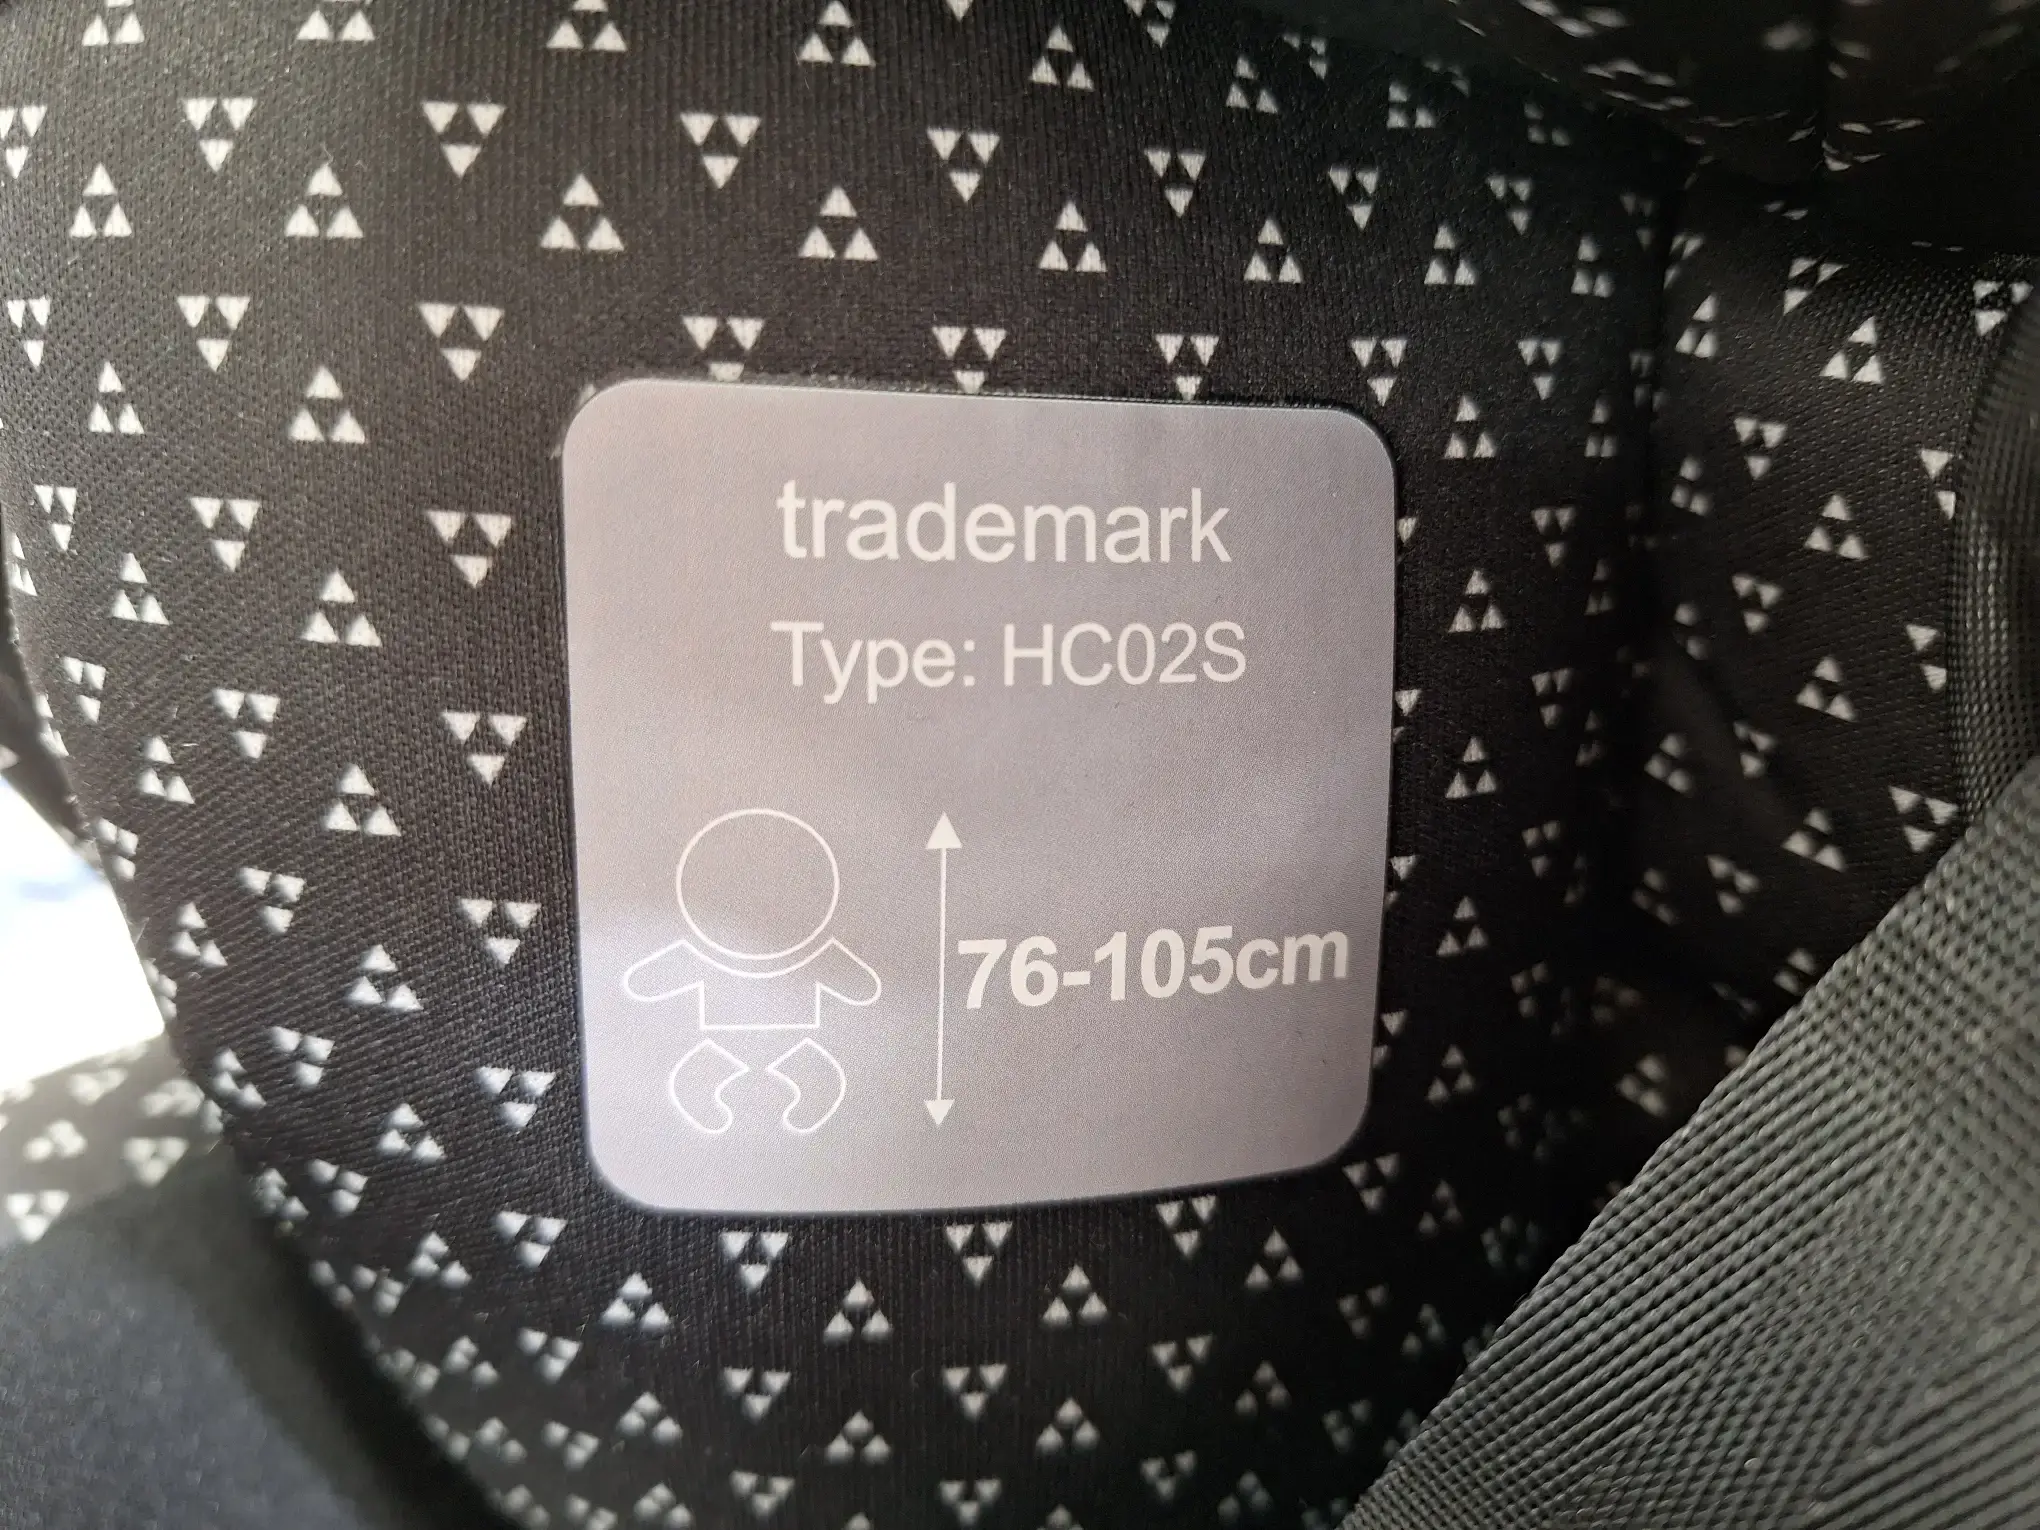 trademark
Type: HC02S
76-105cm